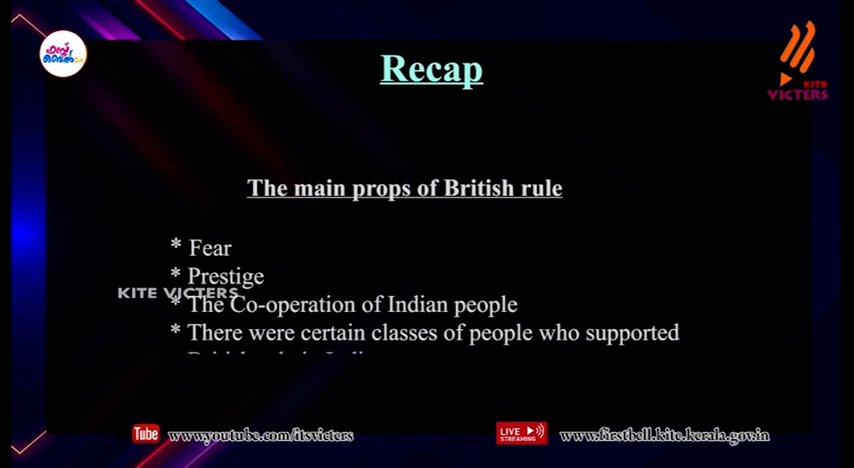 Recap
KITE
VICTERS
The main props of British rule
* Fear
* Prestige
KITE VICTERS
* The Co-operation of Indian people
* There were certain classes of people who supported
You Tube www.youtube.com/itsvicters
LIVE
STREAMING
www.firstbell.kite.kerala.gov.in